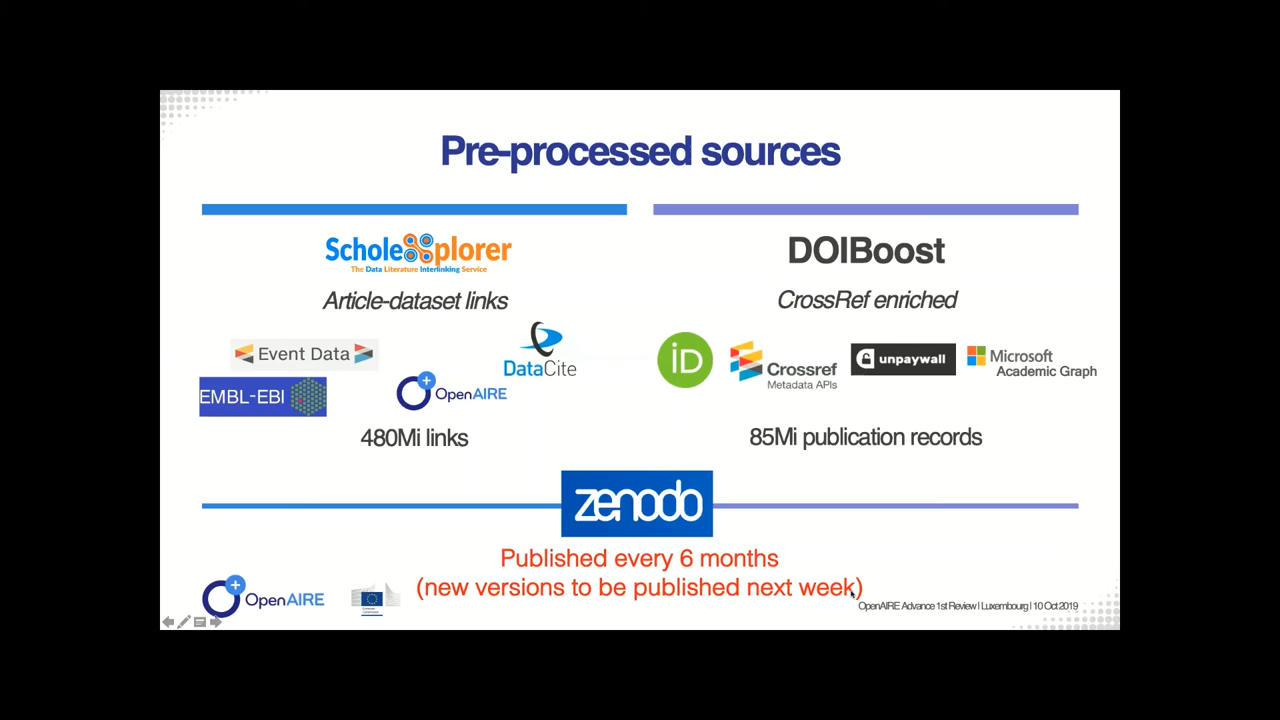 Pre-processed sources
Scholexplorer
The Data Literature Interlinking Service
Article-dataset links
Event Data
DataCite
EMBL-EBI
OpenAIRE
480Mi links
DOIBoost
CrossRef enriched
iD
Crossref
Metadata APIs
unpaywall
Microsoft
Academic Graph
85Mi publication records
zenodo
Published every 6 months
(new versions to be published next week)
OpenAIRE
OpenAIRE Advance 1st Review | Luxembourg | 10 Oct 2019